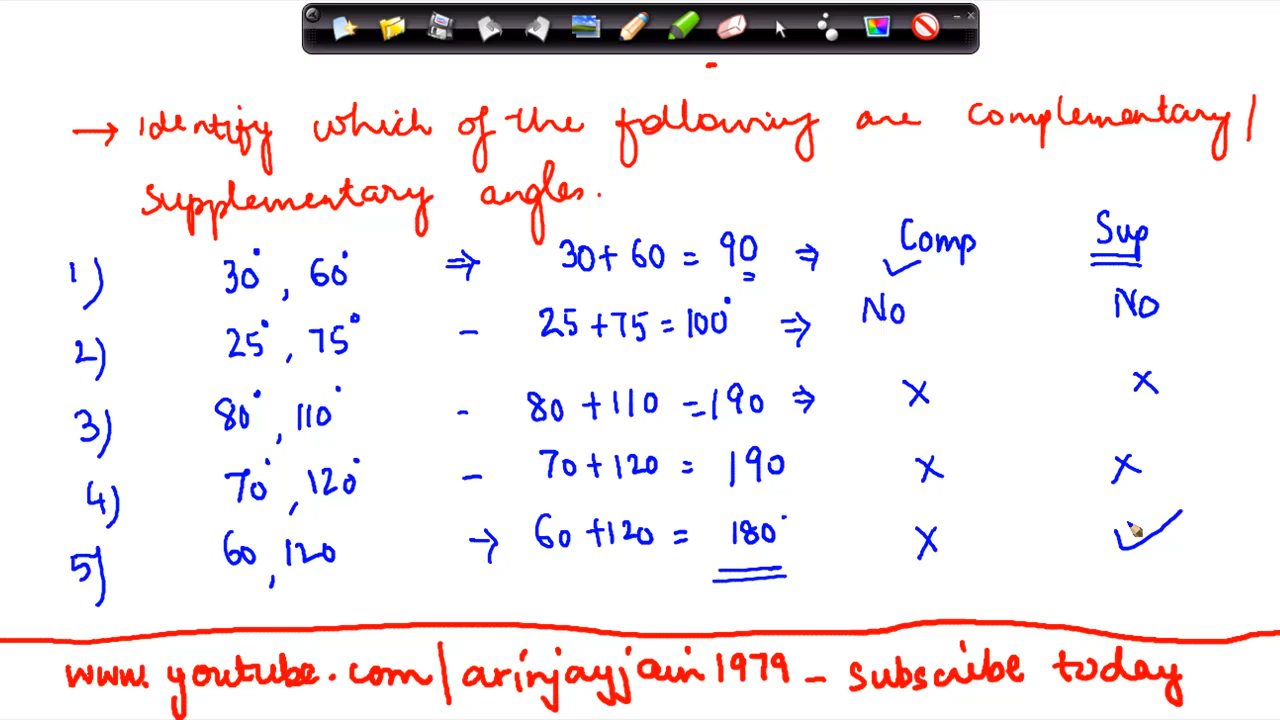 → Identify which of the following are complementary/
supplementary angles.
Comp Sup
1) 30°, 60° ⇒ 30+60 = 90 ⇒ ✓
2) 25°, 75° - 25+75=100° ⇒ No No
3) 80°, 110° - 80+110=190 ⇒ x x
4) 70°, 120° - 70+120= 190 x x
5) 60, 120 → 60+120= 180° x ✓
www.youtube.com/arinjayjain1979 - subscribe today